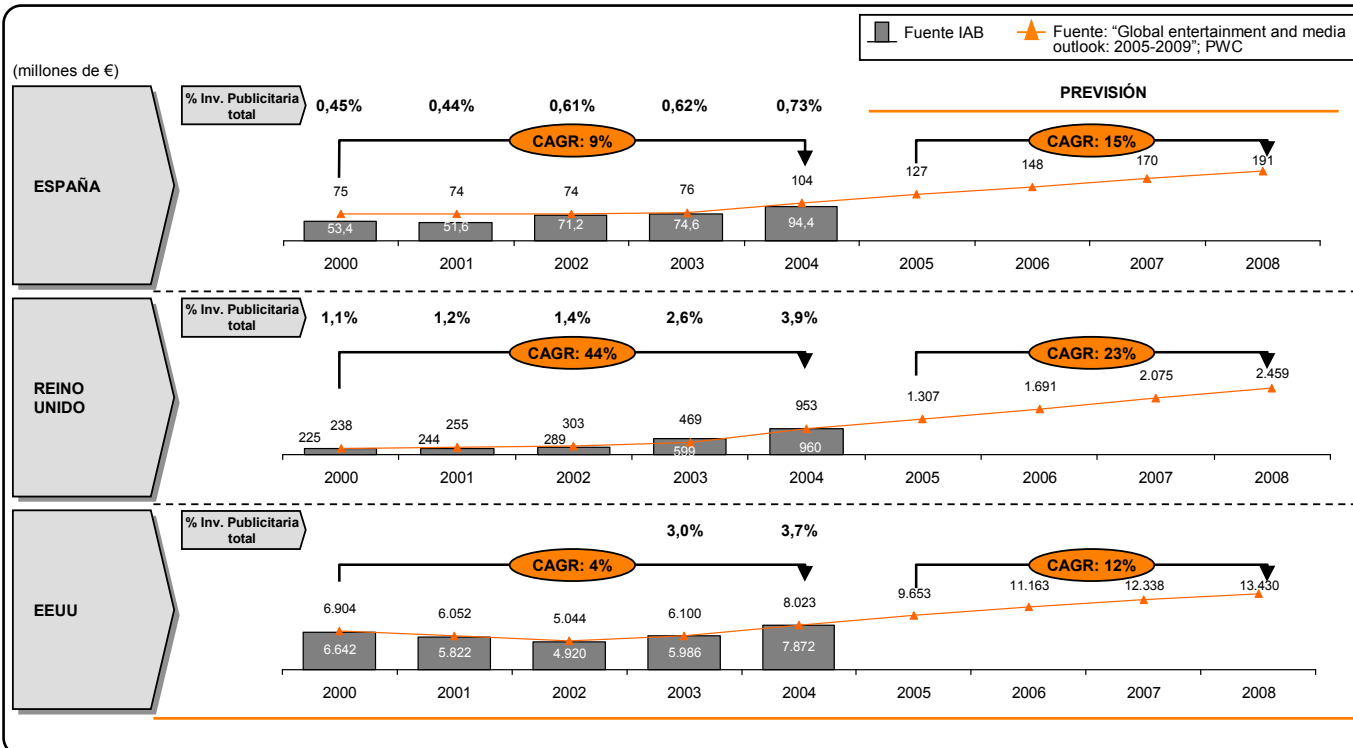 Fuente IAB
Fuente: “Global entertainment and media
outlook: 2005-2009”; PWC
(millones de €)
ESPAÑA
% Inv. Publicitaria
total
0,45% 0,44% 0,61% 0,62% 0,73%
PREVISIÓN
CAGR: 9% CAGR: 15%
75 74 74 76 104 127 148 170 191
53,4 51,6 71,2 74,6 94,4
2000 2001 2002 2003 2004 2005 2006 2007 2008
REINO
UNIDO
% Inv. Publicitaria
total
1,1% 1,2% 1,4% 2,6% 3,9%
CAGR: 44% CAGR: 23%
238 255 303 469 953 1.307 1.691 2.075 2.459
225 244 289 599 960
2000 2001 2002 2003 2004 2005 2006 2007 2008
EEUU
% Inv. Publicitaria
total
3,0% 3,7%
CAGR: 4% CAGR: 12%
6.904 6.052 5.044 6.100 8.023 9.653 11.163 12.338 13.430
6.642 5.822 4.920 5.986 7.872
2000 2001 2002 2003 2004 2005 2006 2007 2008